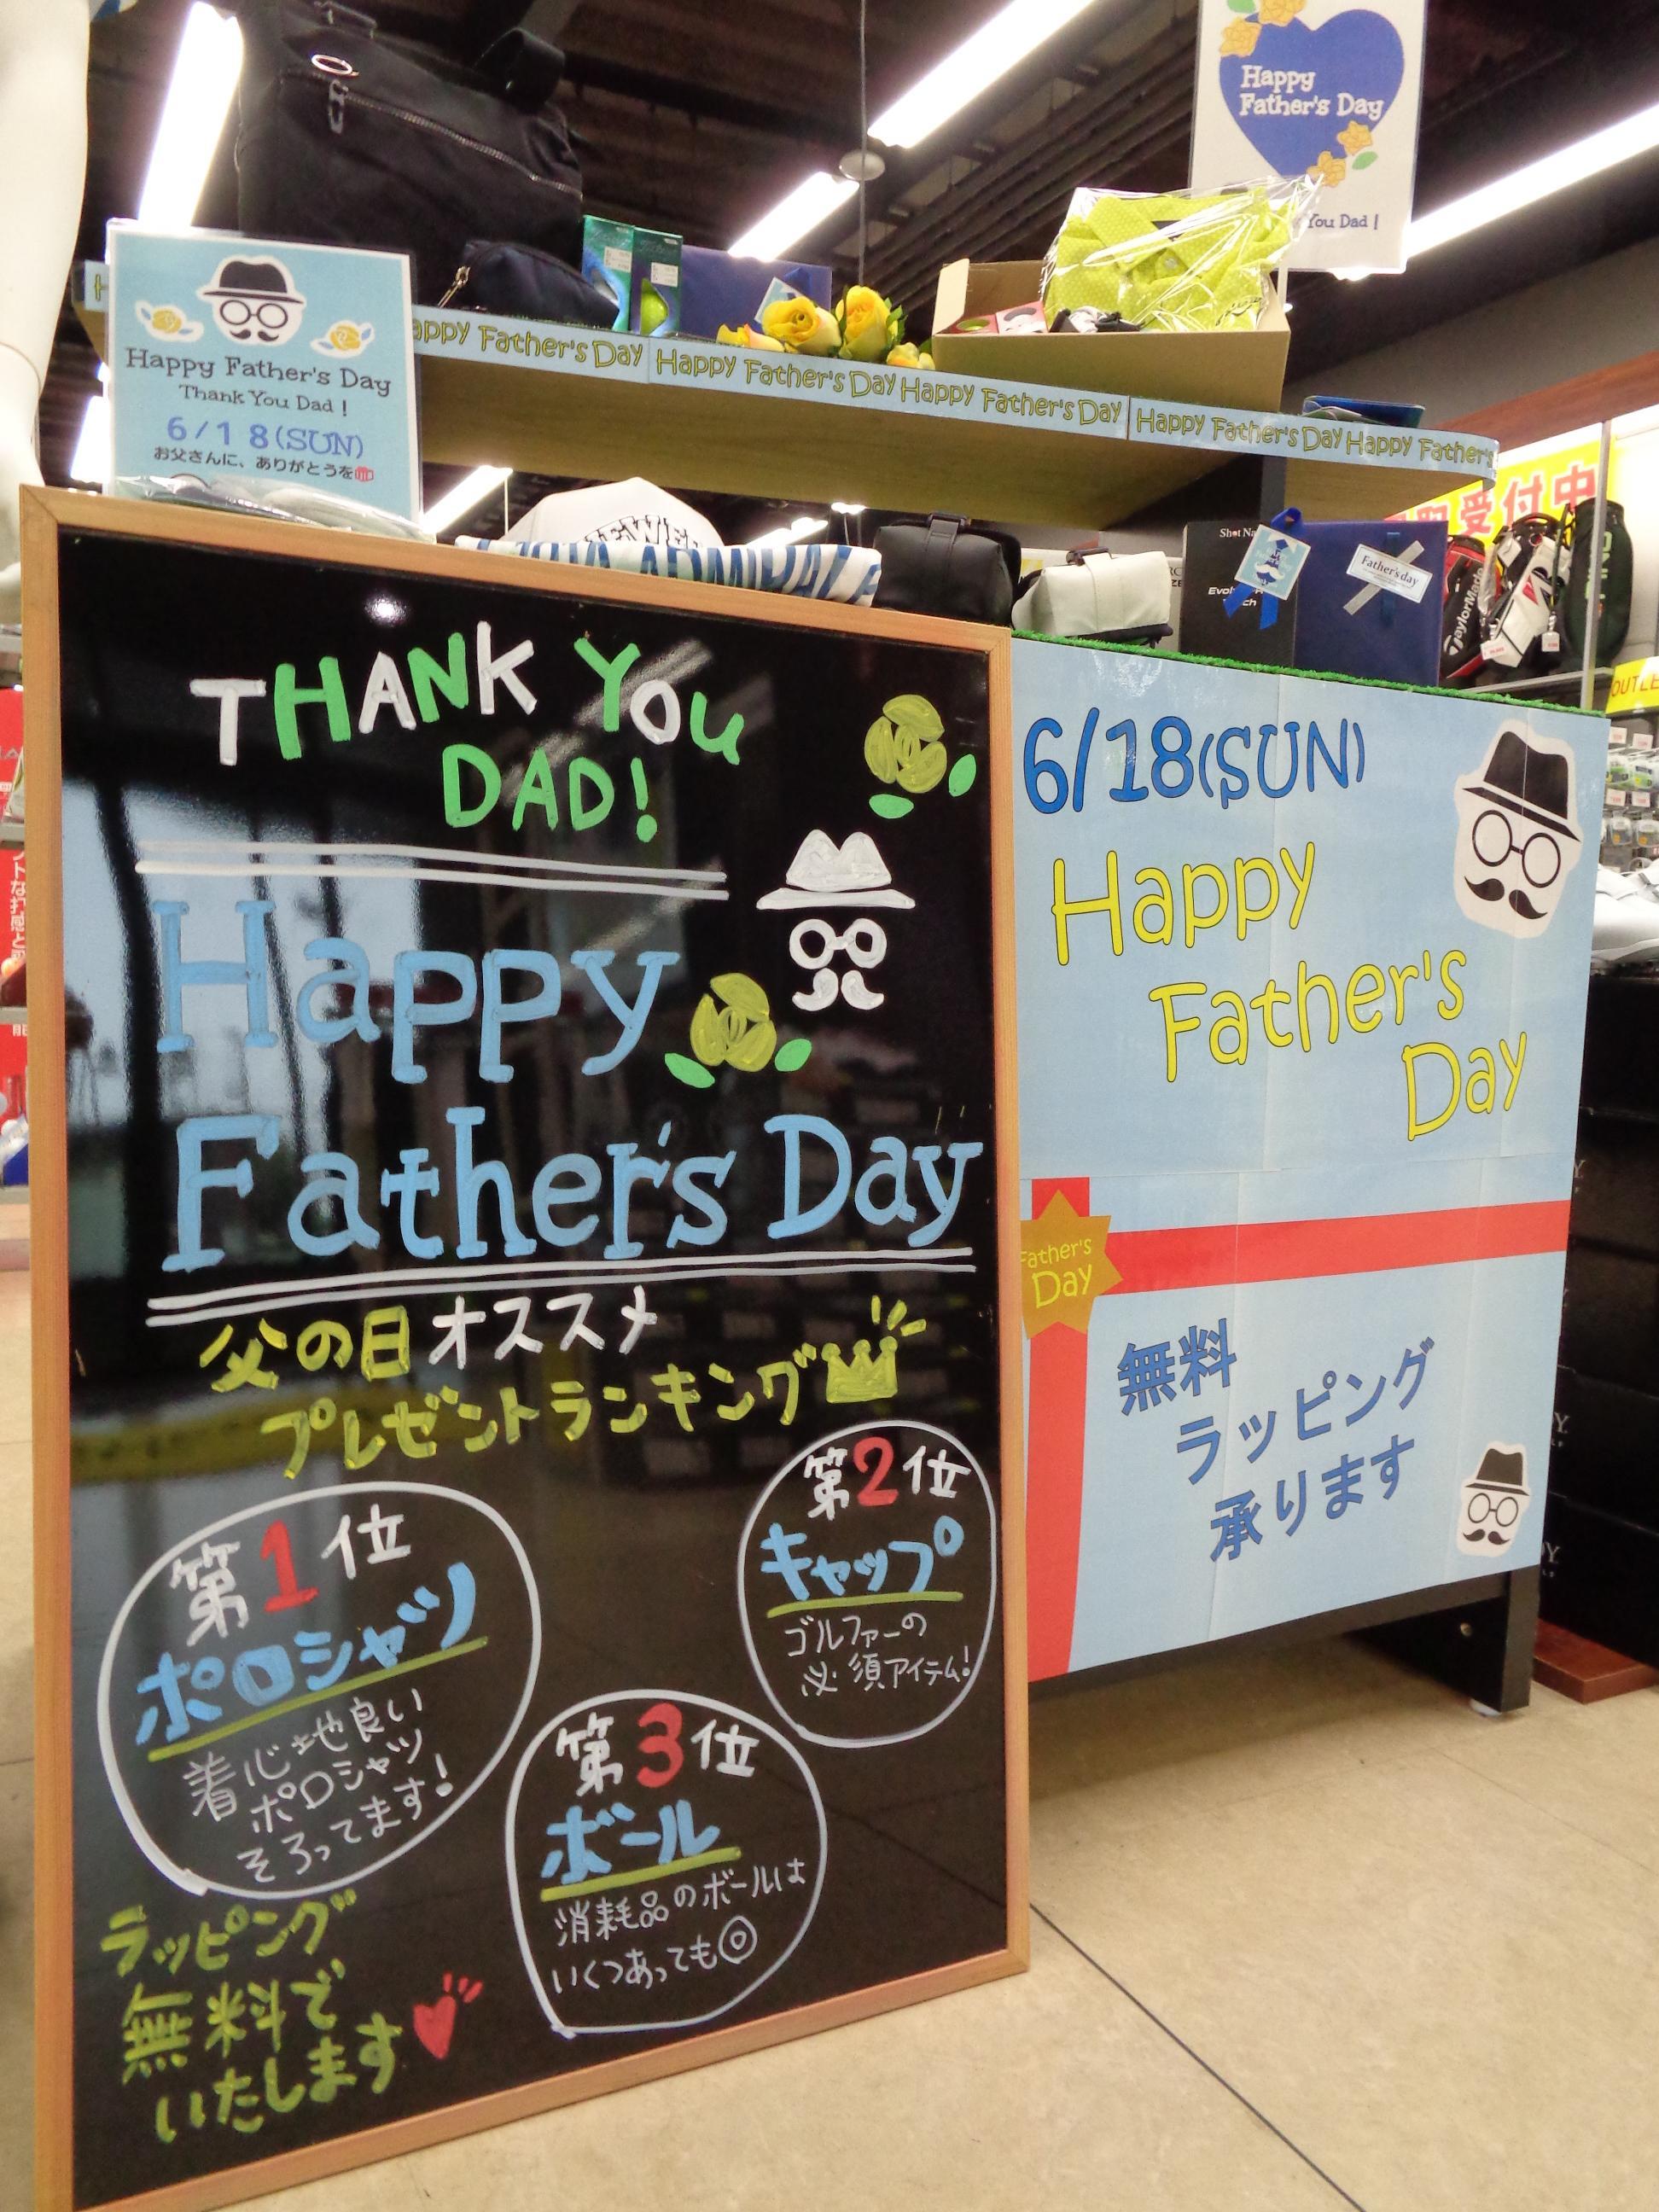 Happy
Father's Day
You Dad !
Happy Father's Day
Thank You Dad !
6/18(SUN)
お父さんに、ありがとうを
appy Father's Day
Happy Father's Day
Happy Father's Day
Happy Father's Day
Happy Father's
受付中
ADMIRAL
Father's day
TaylorMade
OUTLE
THANK YOU
DAD!
Happy
Father's Day
父の日オススメ
プレゼントランキング
第1位
ポロシャツ
着心地良い
ポロシャツ
そろってます!
第2位
キャップ
ゴルファーの
必須アイテム!
第3位
ボール
消耗品のボールは
いくつあっても◎
ラッピング
無料で
いたします
6/18(SUN)
Happy
Father's
Day
Father's
Day
無料
ラッピング
承ります